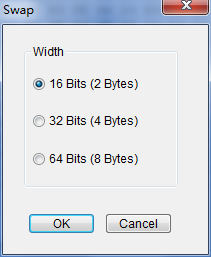 Swap
Width
16 Bits (2 Bytes)
32 Bits (4 Bytes)
64 Bits (8 Bytes)
OK
Cancel